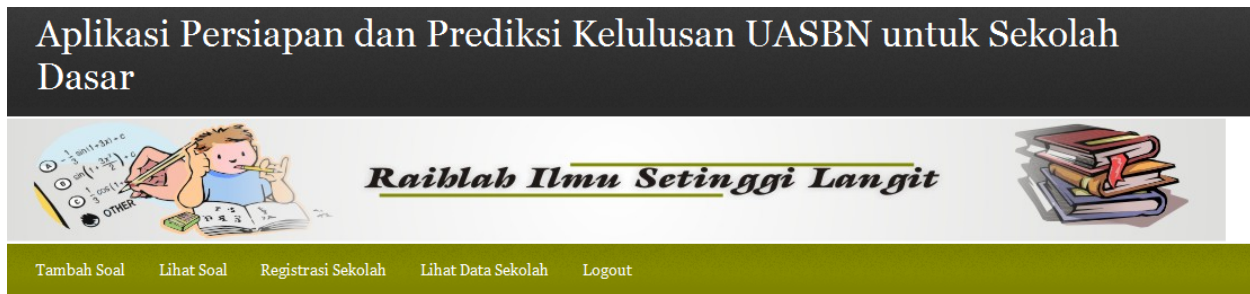 Aplikasi Persiapan dan Prediksi Kelulusan UASBN untuk Sekolah
Dasar
Raihlah Ilmu Setinggi Langit
OTHER
Tambah Soal Lihat Soal Registrasi Sekolah Lihat Data Sekolah Logout